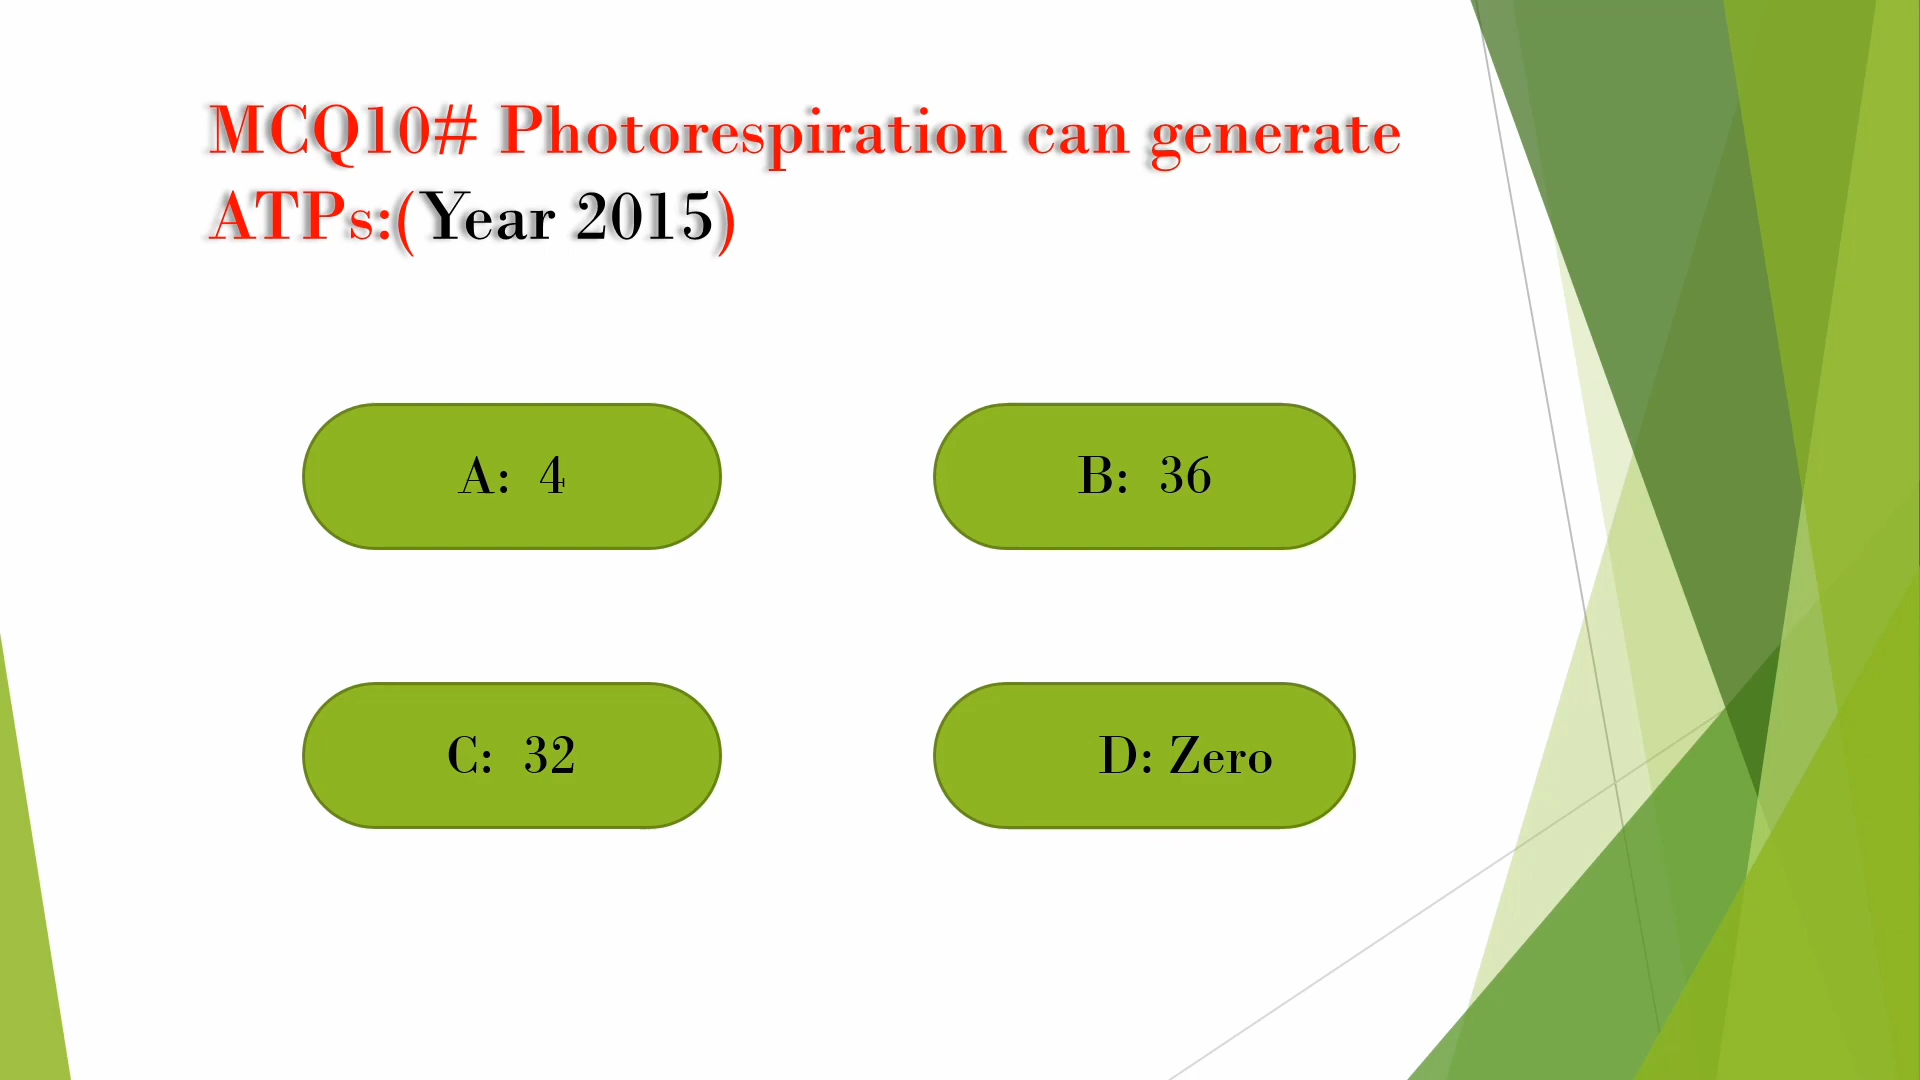 MCQ10# Photorespiration can generate
ATPs:(Year 2015)
A: 4
B: 36
C: 32
D: Zero